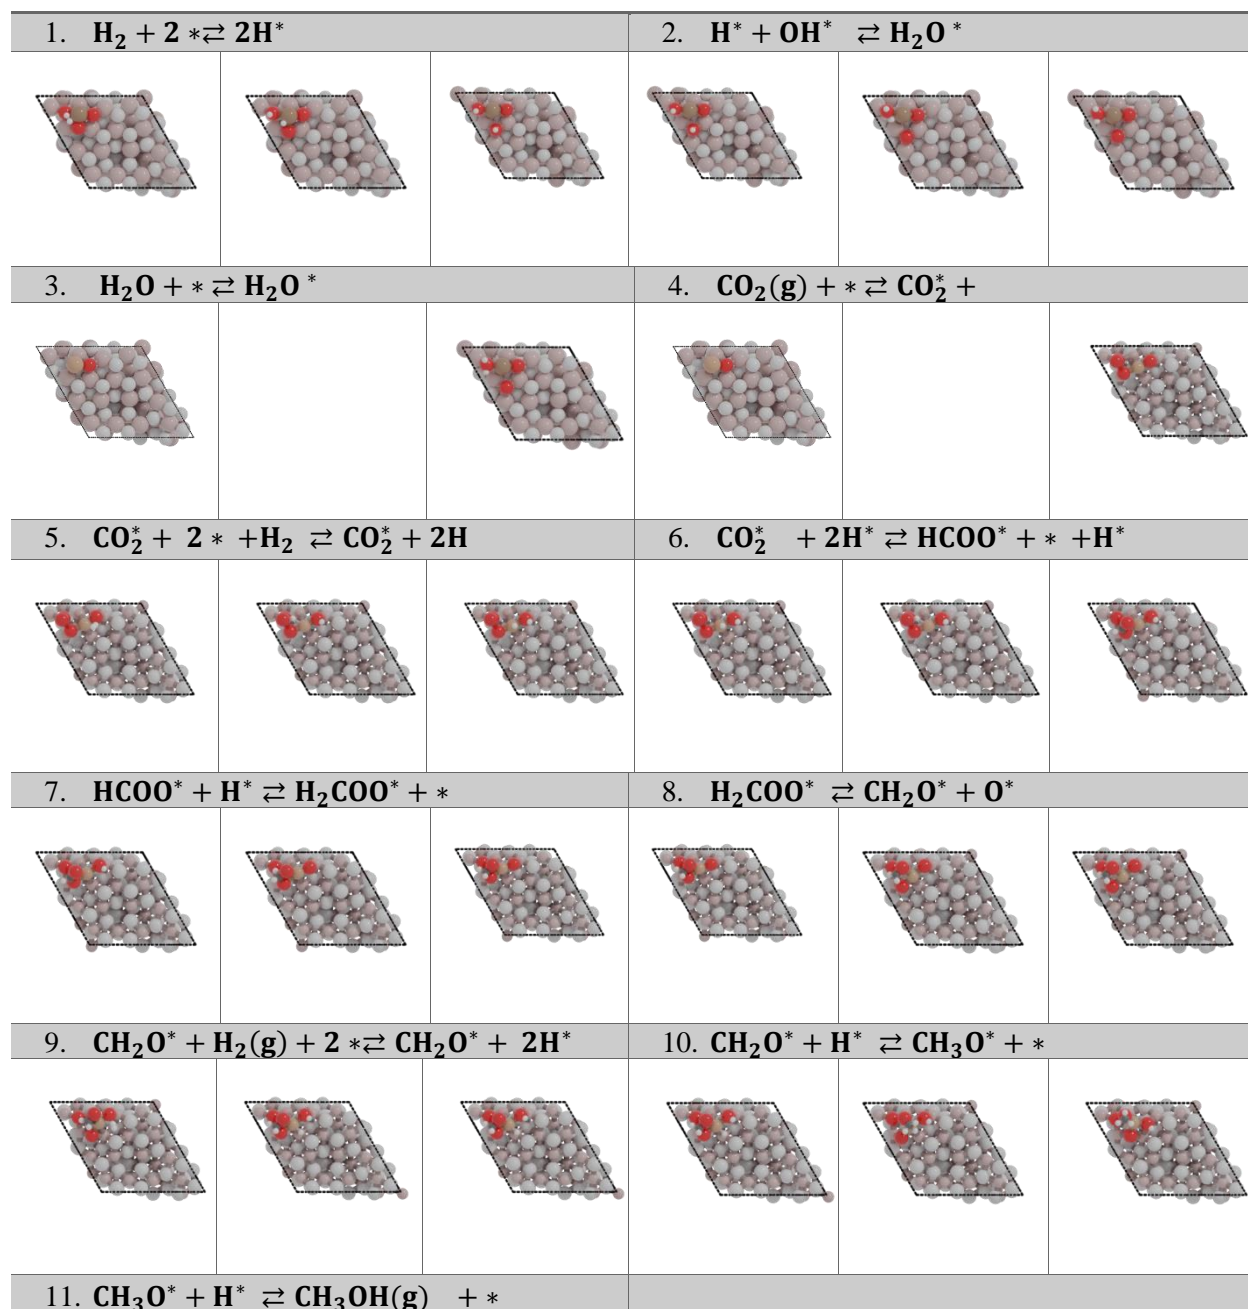 1. H₂ + 2 *⇄ 2H*
2. H* + OH* ⇄ H₂O *
3. H₂O + * ⇄ H₂O *
4. CO₂(g) + * ⇄ CO₂* +
5. CO₂* + 2 * +H₂ ⇄ CO₂* + 2H
6. CO₂* + 2H* ⇄ HCOO* + * +H*
7. HCOO* + H* ⇄ H₂COO* + *
8. H₂COO* ⇄ CH₂O* + O*
9. CH₂O* + H₂(g) + 2 *⇄ CH₂O* + 2H*
10. CH₂O* + H* ⇄ CH₃O* + *
11. CH₃O* + H* ⇄ CH₃OH(g) + *